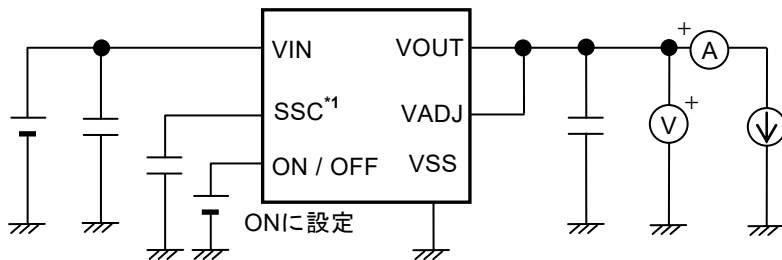 VIN
VOUT
+
A
SSC*1
VADJ
V
+
ON / OFF
VSS
ONに設定